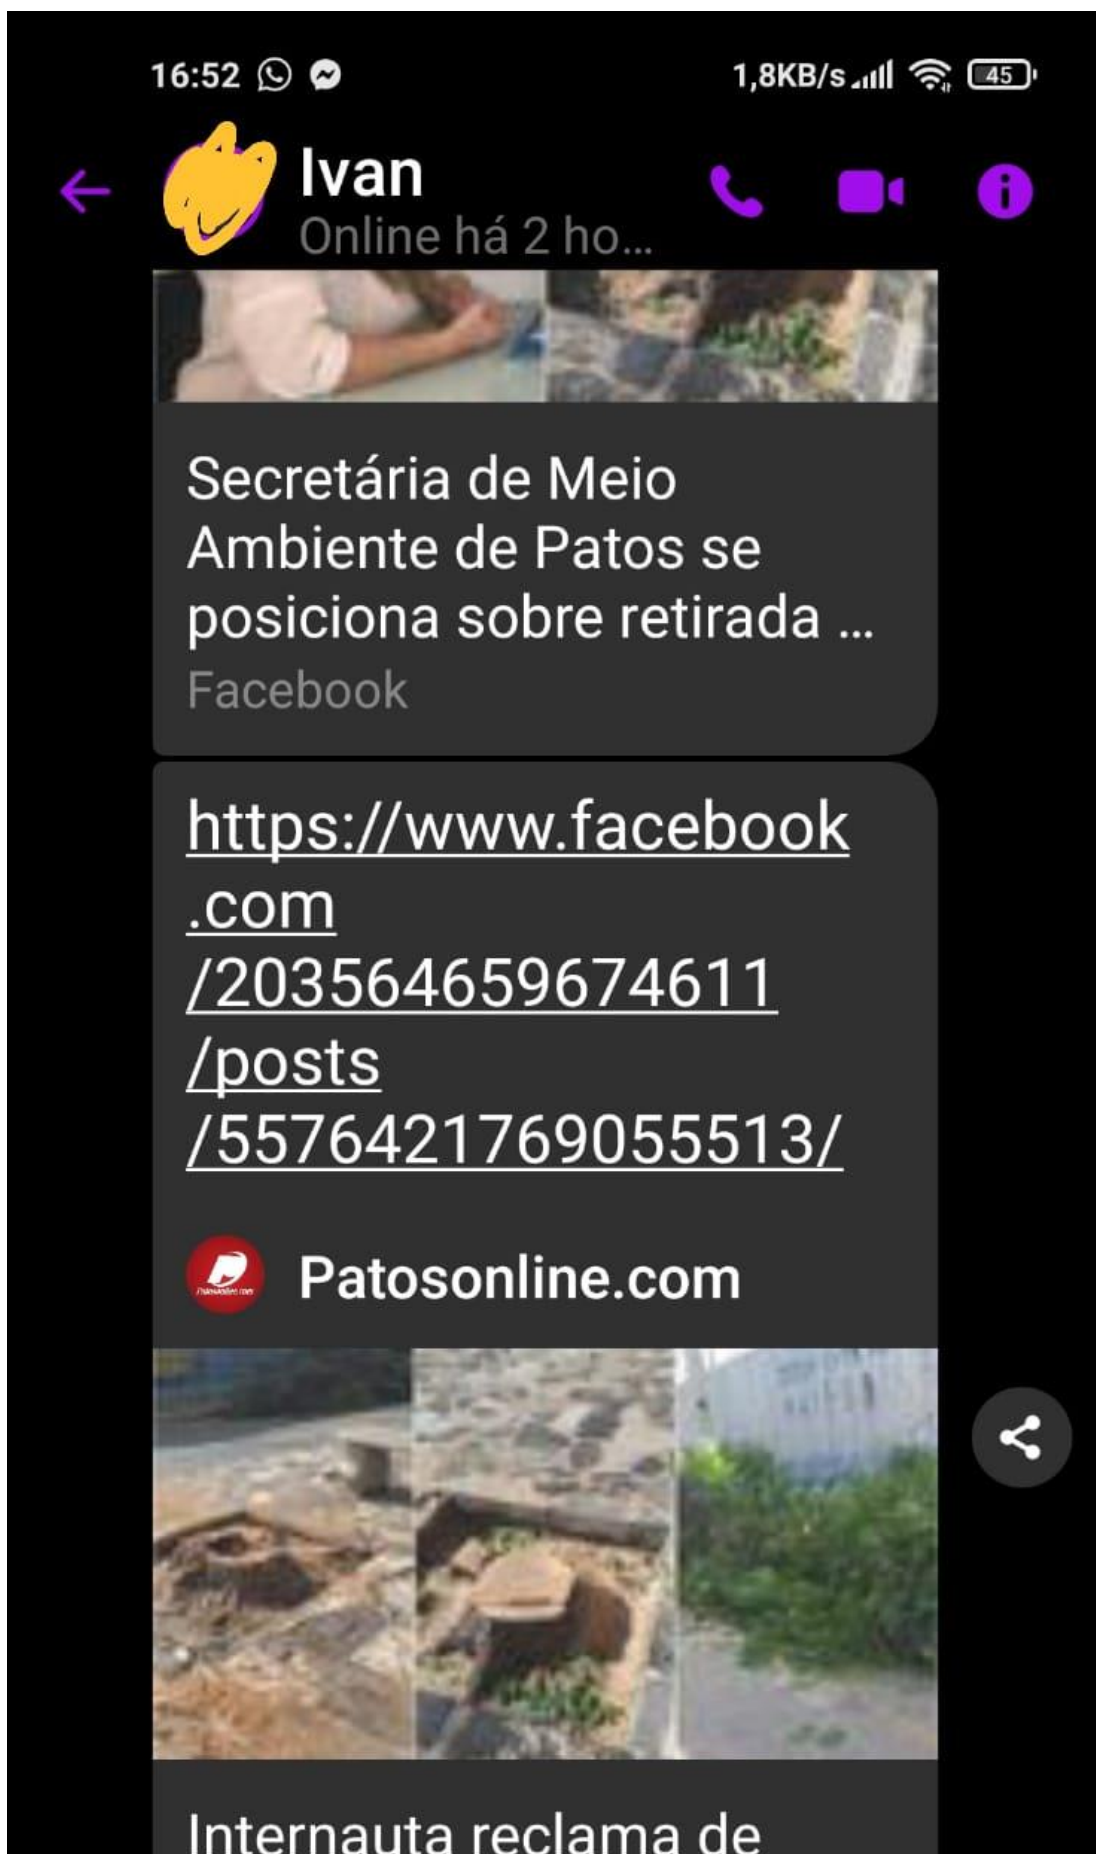 16:52 1,8KB/s 45
Ivan
Online há 2 ho...
Secretária de Meio
Ambiente de Patos se
posiciona sobre retirada ...
Facebook
https://www.facebook
.com
/203564659674611
/posts
/5576421769055513/
Patosonline.com
Internauta reclama de